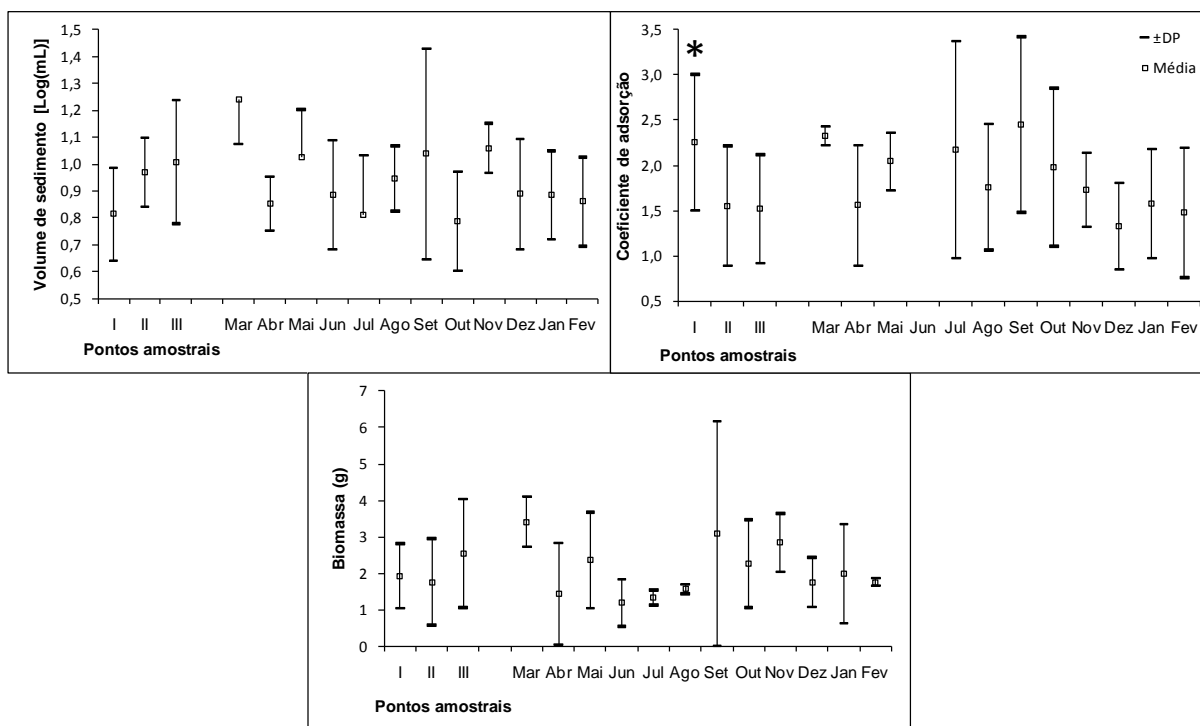 Volume de sedimento [Log(mL)]
1,5
1,4
1,3
1,2
1,1
1,0
0,9
0,8
0,7
0,6
0,5
I II III Mar Abr Mai Jun Jul Ago Set Out Nov Dez Jan Fev
Pontos amostrais
Coeficiente de adsorção
3,5
3,0
2,5
2,0
1,5
1,0
0,5
*
±DP
Média
I II III Mar Abr Mai Jun Jul Ago Set Out Nov Dez Jan Fev
Pontos amostrais
Biomassa (g)
7
6
5
4
3
2
1
0
I II III Mar Abr Mai Jun Jul Ago Set Out Nov Dez Jan Fev
Pontos amostrais